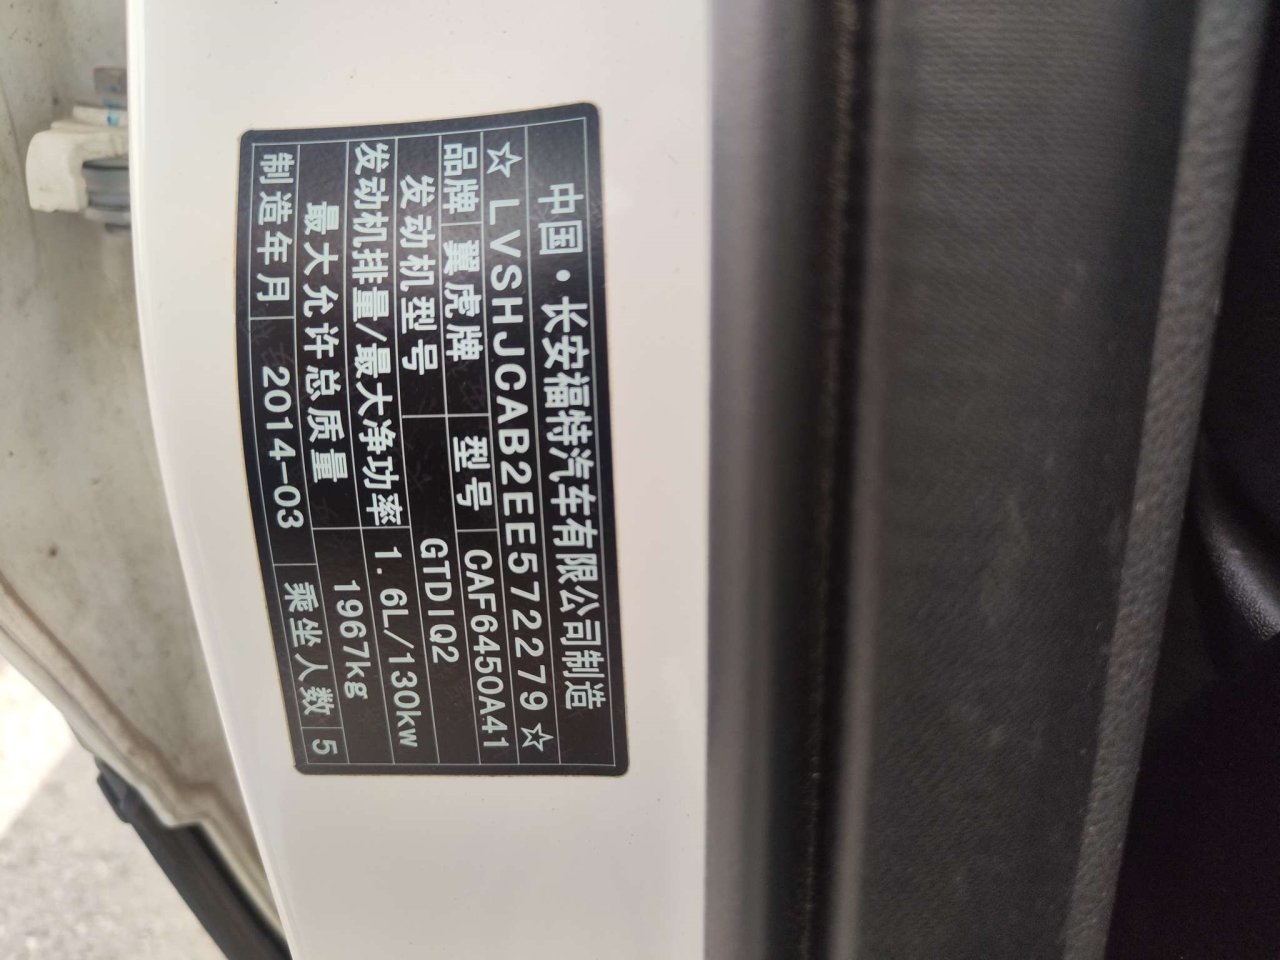 中国·长安福特汽车有限公司制造
☆LVSHJCAB2EE572279☆
品牌 翼虎牌 型号 CAF6450A41
发动机型号 GTDIQ2
发动机排量/最大净功率 1.6L/130kw
最大允许总质量 1967kg
制造年月 2014-03 乘坐人数 5